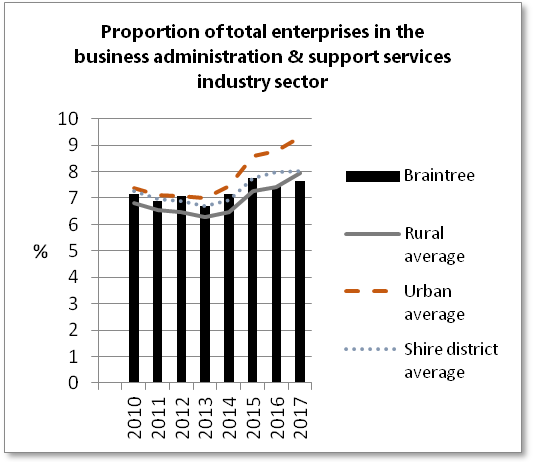 Proportion of total enterprises in the
business administration & support services
industry sector
10
9
8
7
6
5
4
3
2
1
0
%
2010
2011
2012
2013
2014
2015
2016
2017
Braintree
Rural
average
Urban
average
Shire district
average